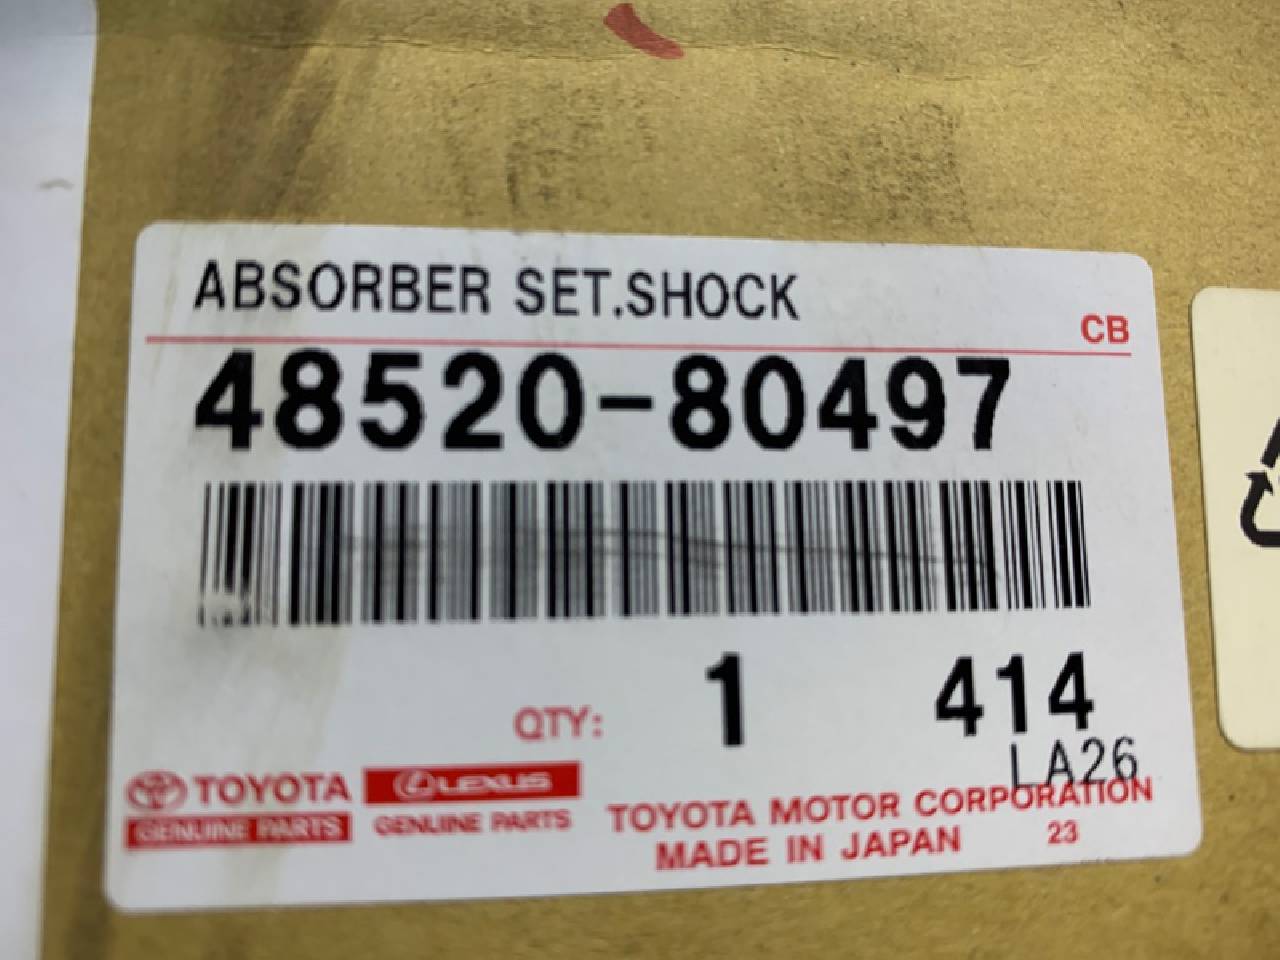 ABSORBER SET.SHOCK
CB
48520-80497
QTY: 1 414
LA26
TOYOTA LEXUS
GENUINE PARTS GENUINE PARTS
TOYOTA MOTOR CORPORATION
MADE IN JAPAN 23